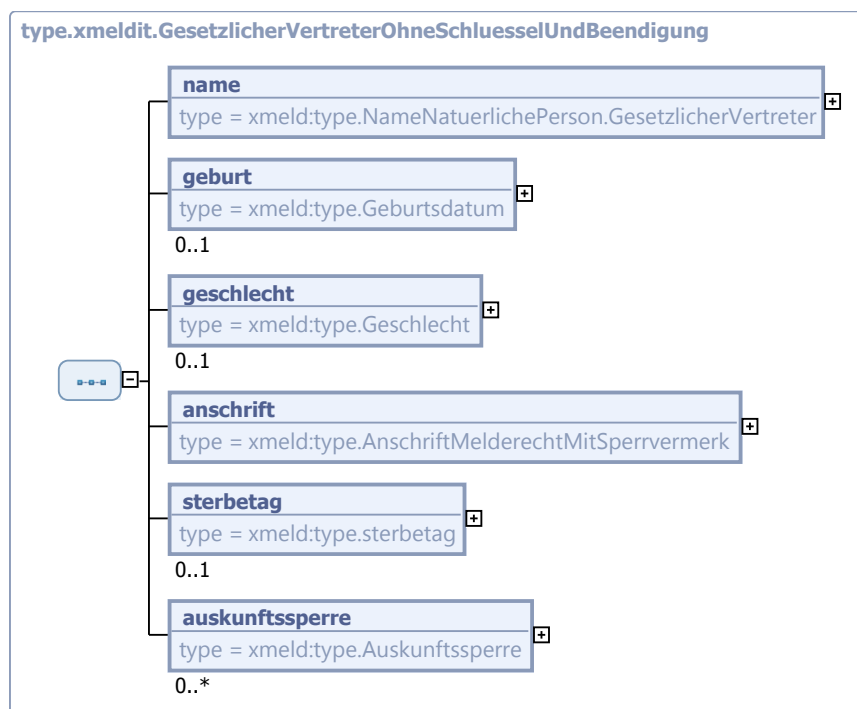 type.xmeldit.GesetzlicherVertreterOhneSchluesselUndBeendigung
name
type = xmeld:type.NameNatuerlichePerson.GesetzlicherVertreter
geburt
type = xmeld:type.Geburtsdatum
0..1
geschlecht
type = xmeld:type.Geschlecht
0..1
anschrift
type = xmeld:type.AnschriftMelderechtMitSperrvermerk
sterbetag
type = xmeld:type.sterbetag
0..1
auskunftssperre
type = xmeld:type.Auskunftssperre
0..*